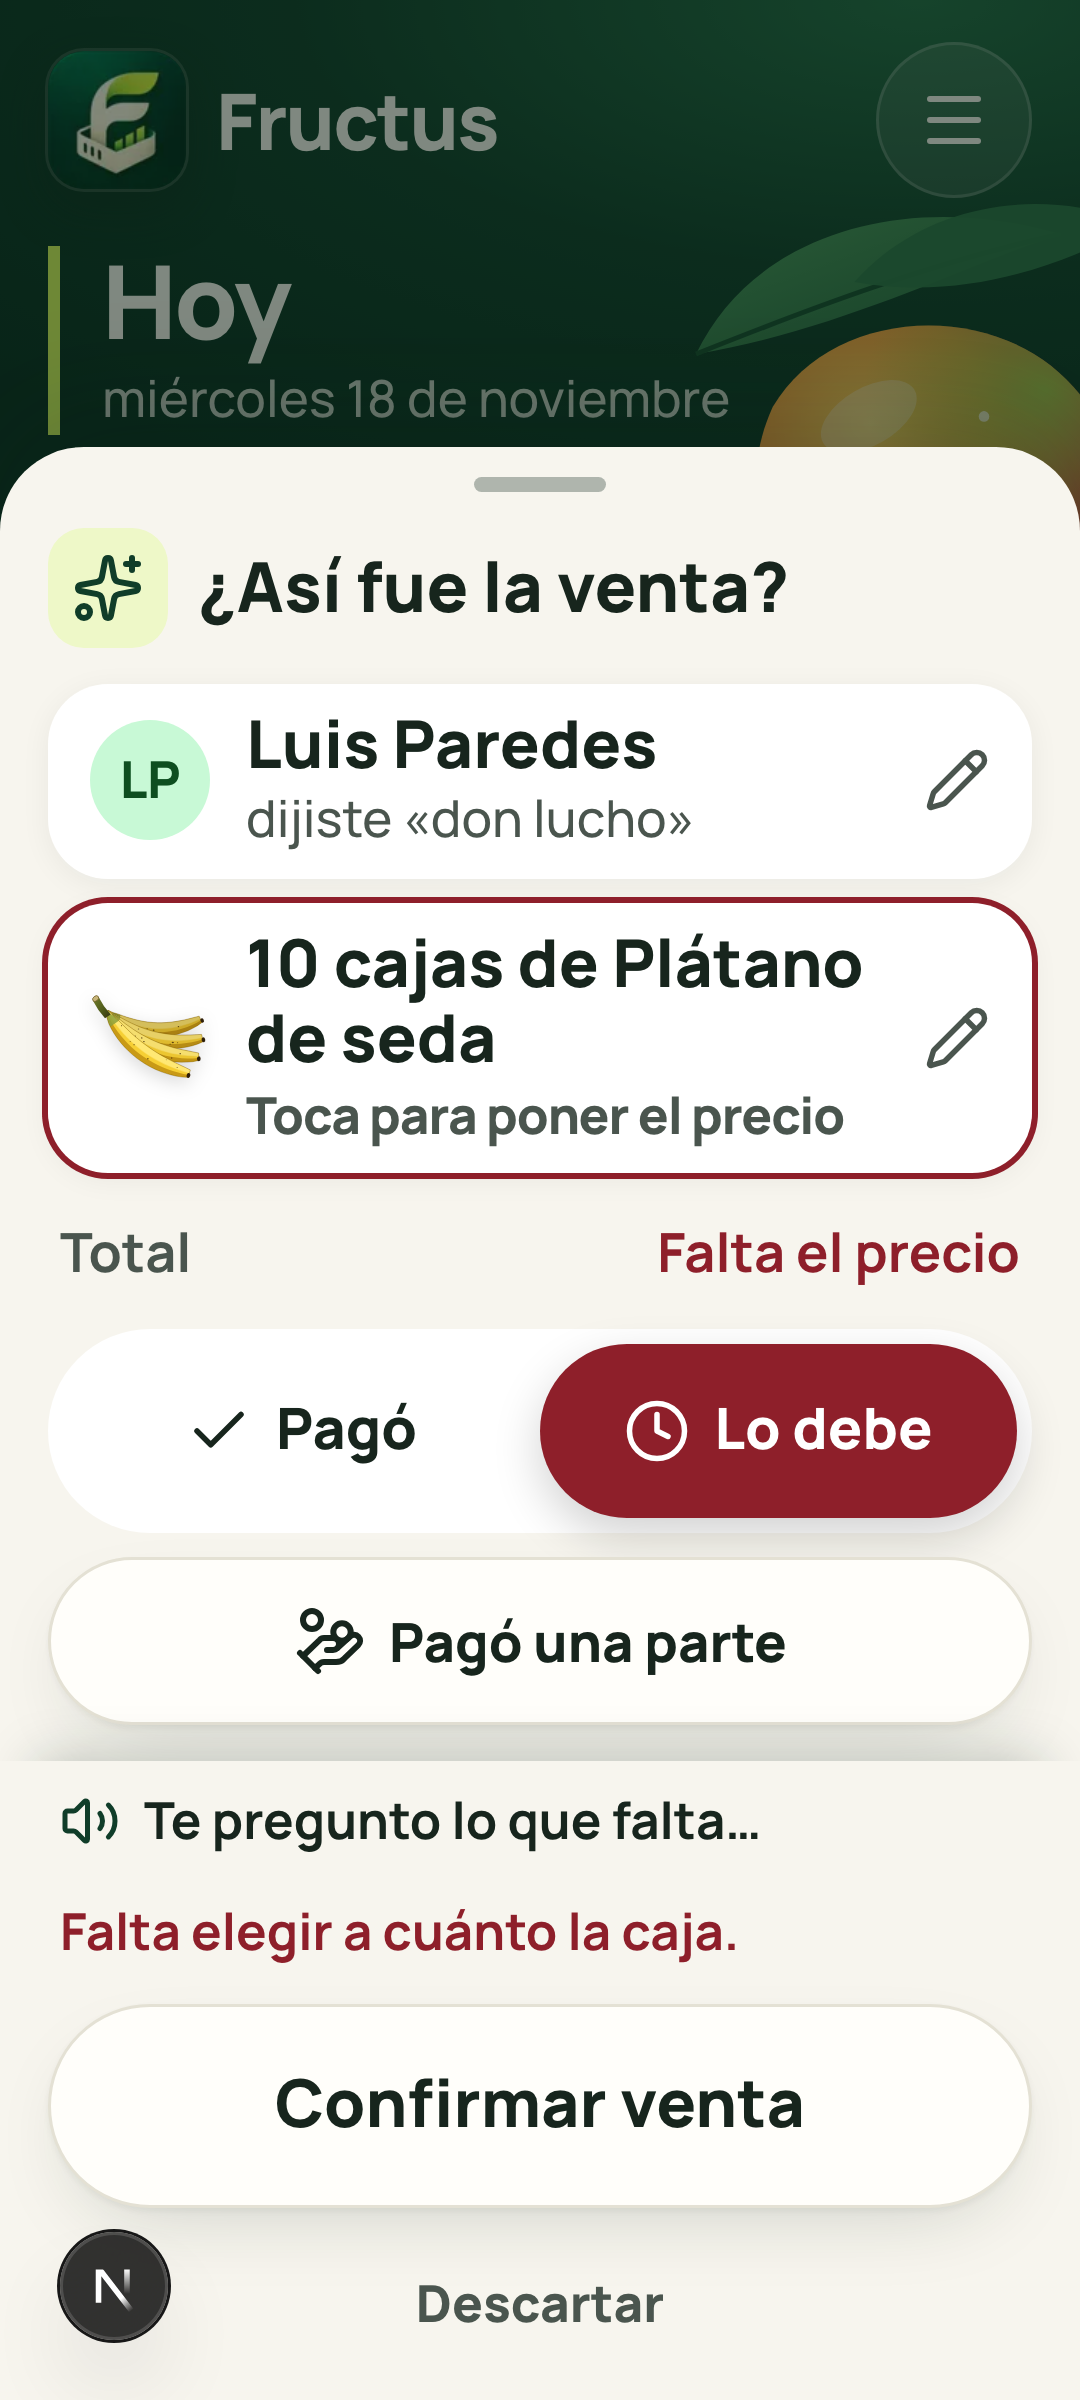 Fructus
Hoy
miércoles 18 de noviembre
¿Así fue la venta?
LP
Luis Paredes
dijiste «don lucho»
10 cajas de Plátano
de seda
Toca para poner el precio
Total
Falta el precio
Pagó
Lo debe
Pagó una parte
Te pregunto lo que falta...
Falta elegir a cuánto la caja.
Confirmar venta
N
Descartar